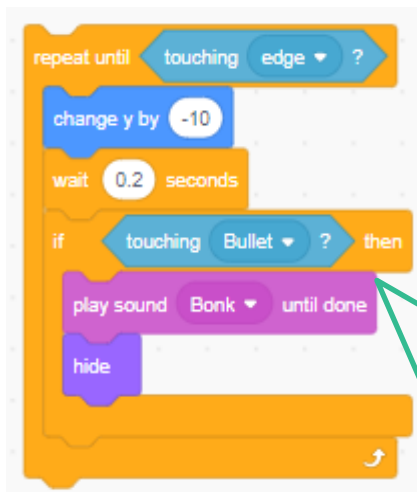 repeat until touching edge ?
change y by -10
wait 0.2 seconds
if touching Bullet ? then
play sound Bonk until done
hide